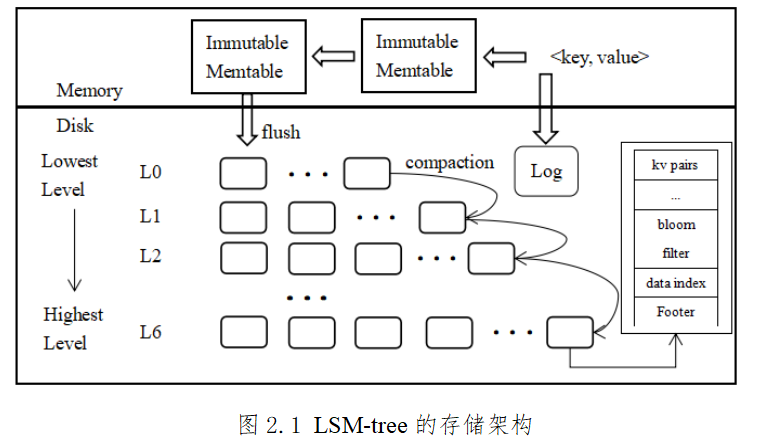 Immutable
Memtable
Immutable
Memtable
<key, value>
Memory
Disk
flush
Lowest
Level
L0
• • •
compaction
Log
L1
• • •
L2
• • •
• • •
Highest
Level
L6
• • •
kv pairs
...
bloom
filter
data index
Footer
图 2.1 LSM-tree 的存储架构